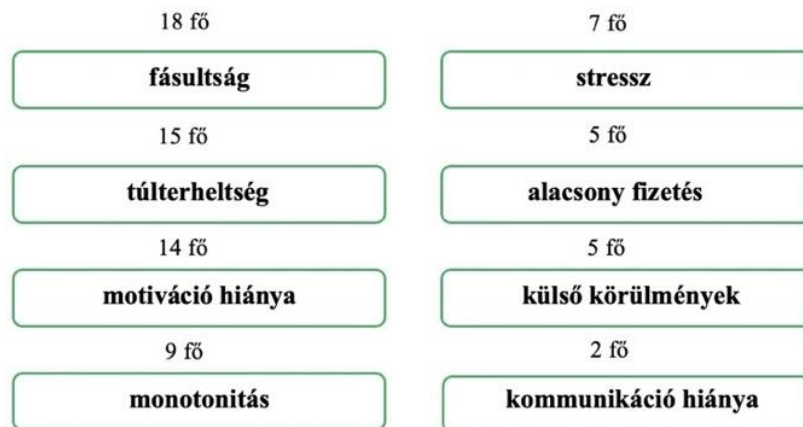 18 fő
fásultság
15 fő
túlterheltség
14 fő
motiváció hiánya
9 fő
monotonitás
7 fő
stressz
5 fő
alacsony fizetés
5 fő
külső körülmények
2 fő
kommunikáció hiánya